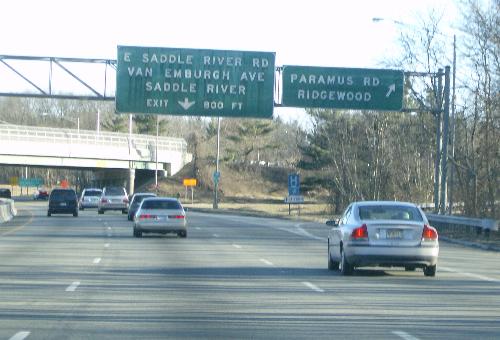 E SADDLE RIVER RD
VAN EMBURGH AVE
SADDLE RIVER
EXIT 800 FT
PARAMUS RD
RIDGEWOOD
H